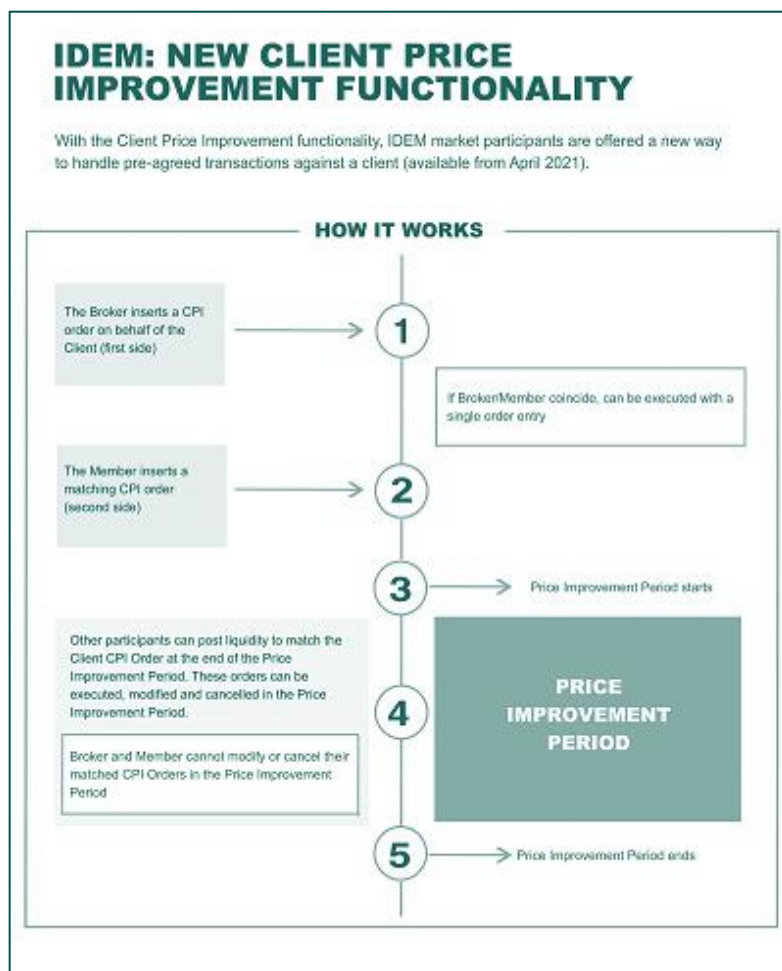 IDEM: NEW CLIENT PRICE
IMPROVEMENT FUNCTIONALITY
With the Client Price Improvement functionality, IDEM market participants are offered a new way
to handle pre-agreed transactions against a client (available from April 2021).
HOW IT WORKS
The Broker inserts a CPI
order on behalf of the
Client (first side)
1
If Broker/Member coincide, can be executed with a
single order entry
The Member inserts a
matching CPI order
(second side)
2
3
Price Improvement Period starts
Other participants can post liquidity to match the
Client CPI Order at the end of the Price
Improvement Period. These orders can be
executed, modified and cancelled in the Price
Improvement Period.
Broker and Member cannot modify or cancel their
matched CPI Orders in the Price Improvement
Period
4
PRICE
IMPROVEMENT
PERIOD
5
Price Improvement Period ends